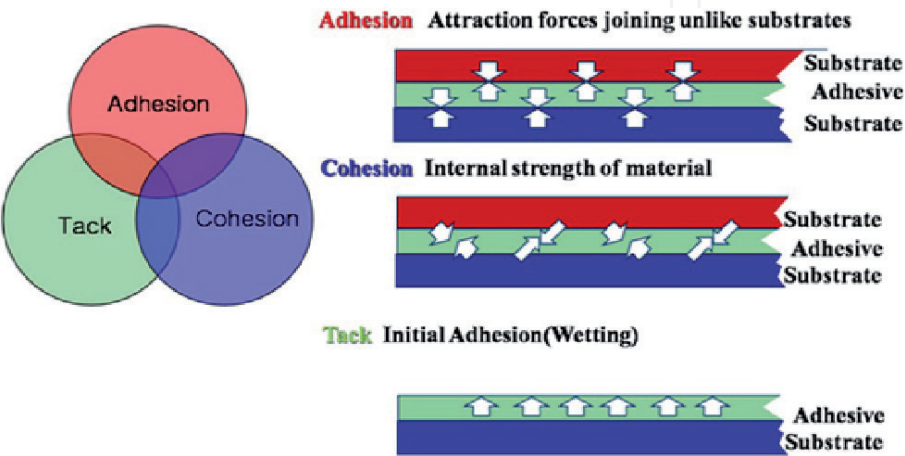 Adhesion
Tack
Cohesion
Adhesion Attraction forces joining unlike substrates
Substrate
Adhesive
Substrate
Cohesion Internal strength of material
Substrate
Adhesive
Substrate
Tack Initial Adhesion(Wetting)
Adhesive
Substrate